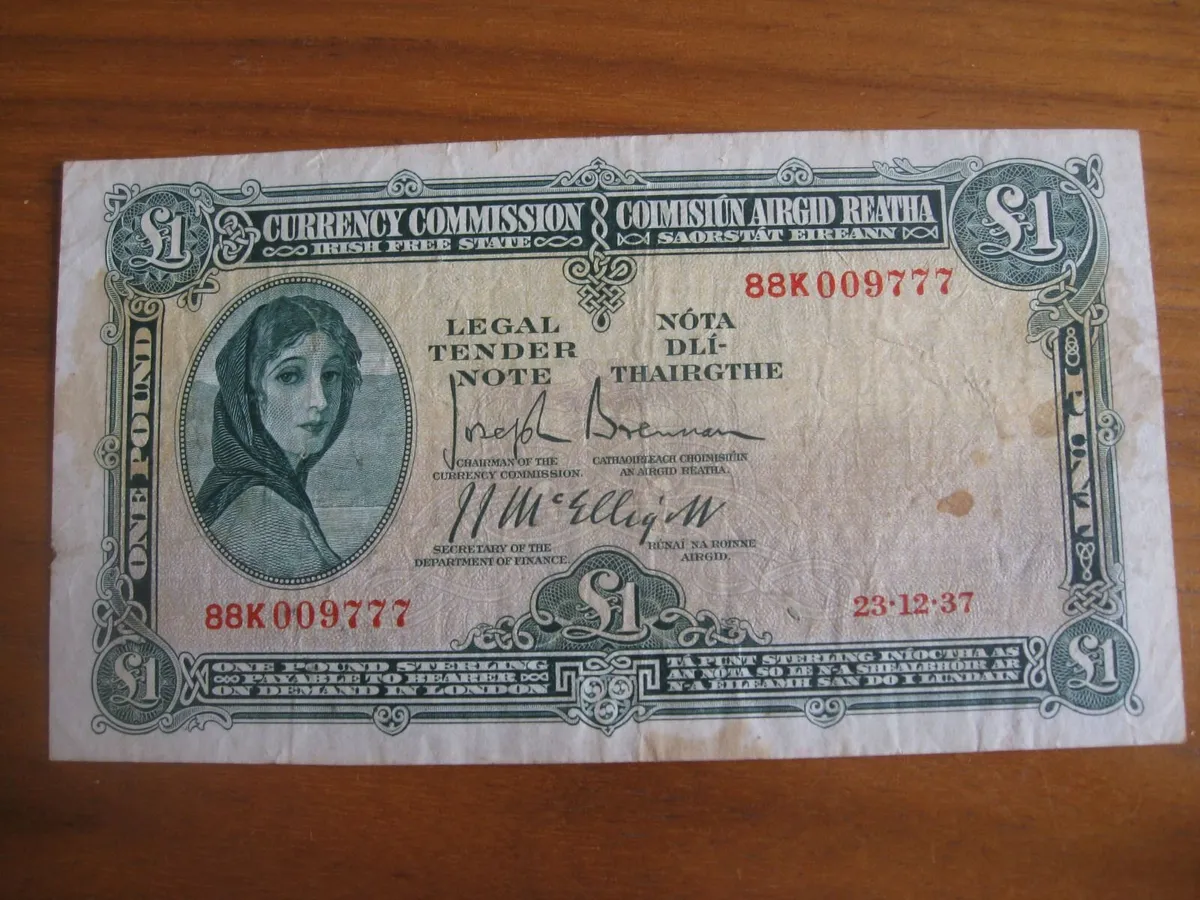 £1
CURRENCY COMMISSION
IRISH FREE STATE
COIMISIÚN AIRGID REATHA
SAORSTÁT EIREANN
£1
88K 009777
LEGAL
TENDER
NOTE
NÓTA
DLÍ-
THAIRGTHE
ONE POUND
Joseph Brennan
CHAIRMAN OF THE
CURRENCY COMMISSION.
CATHAOIRLEACH CHOIMISIÚIN
AN AIRGID REATHA.
J J McElligott
SECRETARY OF THE
DEPARTMENT OF FINANCE.
RÚNAÍ NA ROINNE
AIRGID.
88K 009777
£1
23·12·37
£1
ONE POUND STERLING
PAYABLE TO BEARER
ON DEMAND IN LONDON
TÁ PUNT STERLING INÍOCTHA AS
AN NÓTA SO LE N-A SHEALBHÓIR AR
N-A ÉILEAMH SAN DO I LUNDAIN
£1